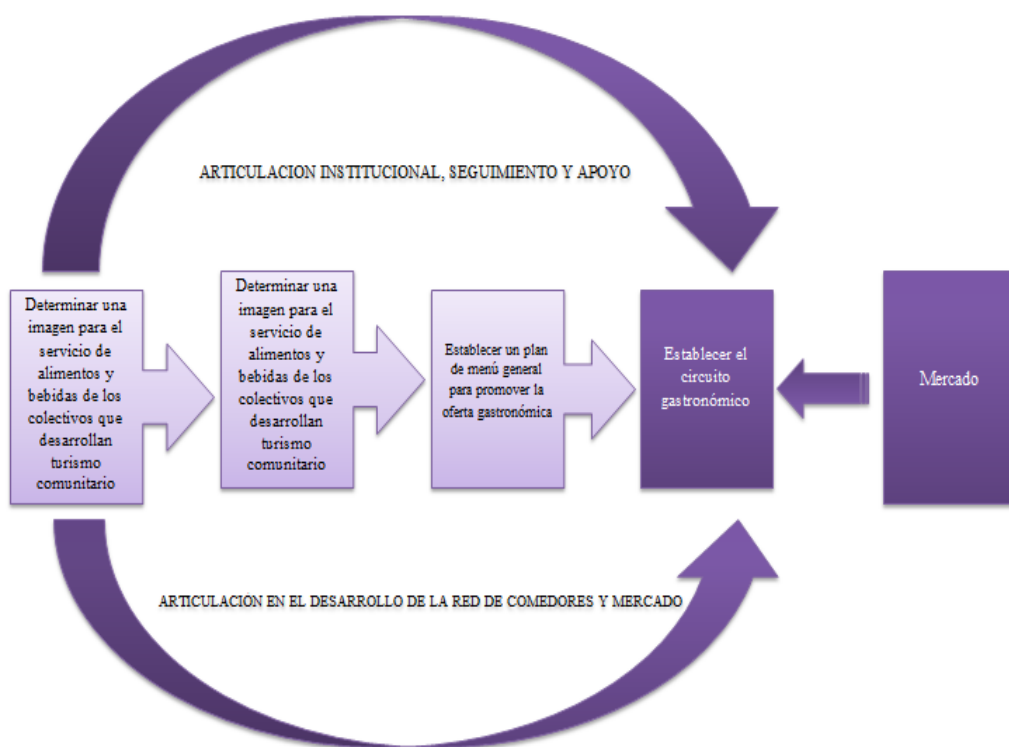 ARTICULACION INSTITUCIONAL, SEGUIMIENTO Y APOYO
Determinar una
imagen para el
servicio de
alimentos y
bebidas de los
colectivos que
desarrollan
turismo
comunitario
Determinar una
imagen para el
servicio de
alimentos y
bebidas de los
colectivos que
desarrollan
turismo
comunitario
Establecer un plan
de menú general
para promover la
oferta gastronómica
Establecer el
circuito
gastronómico
Mercado
ARTICULACION EN EL DESARROLLO DE LA RED DE COMEDORES Y MERCADO